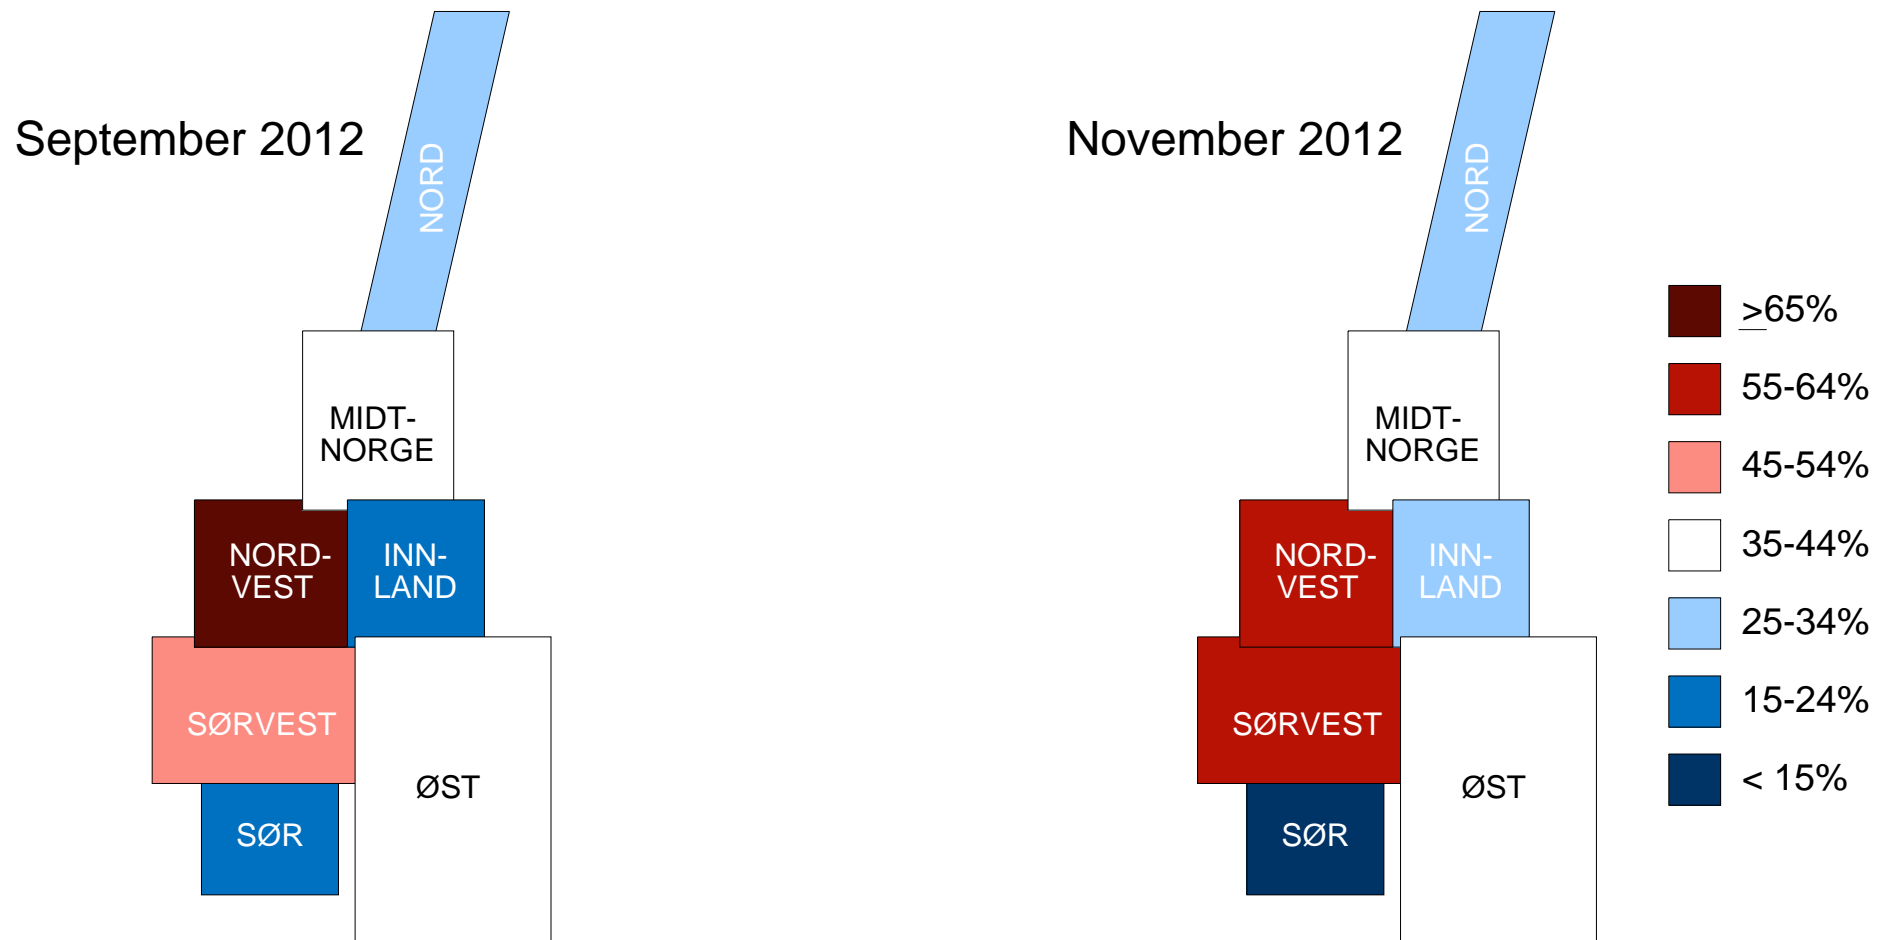 September 2012
NORD
MIDT-
NORGE
NORD-
VEST
INN-
LAND
SØRVEST
ØST
SØR
November 2012
NORD
MIDT-
NORGE
NORD-
VEST
INN-
LAND
SØRVEST
ØST
SØR
>65%
55-64%
45-54%
35-44%
25-34%
15-24%
< 15%